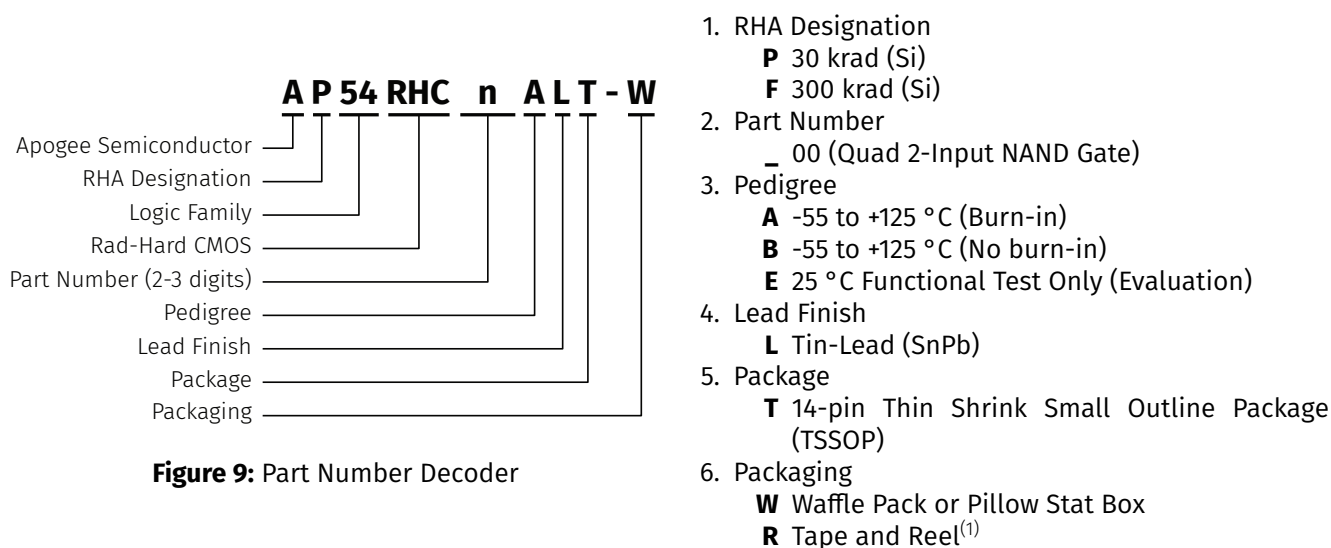 A P 54 RHC n A L T - W
Apogee Semiconductor
RHA Designation
Logic Family
Rad-Hard CMOS
Part Number (2-3 digits)
Pedigree
Lead Finish
Package
Packaging
Figure 9: Part Number Decoder
1. RHA Designation
P 30 krad (Si)
F 300 krad (Si)
2. Part Number
_ 00 (Quad 2-Input NAND Gate)
3. Pedigree
A -55 to +125 °C (Burn-in)
B -55 to +125 °C (No burn-in)
E 25 °C Functional Test Only (Evaluation)
4. Lead Finish
L Tin-Lead (SnPb)
5. Package
T 14-pin Thin Shrink Small Outline Package
(TSSOP)
6. Packaging
W Waffle Pack or Pillow Stat Box
R Tape and Reel(1)